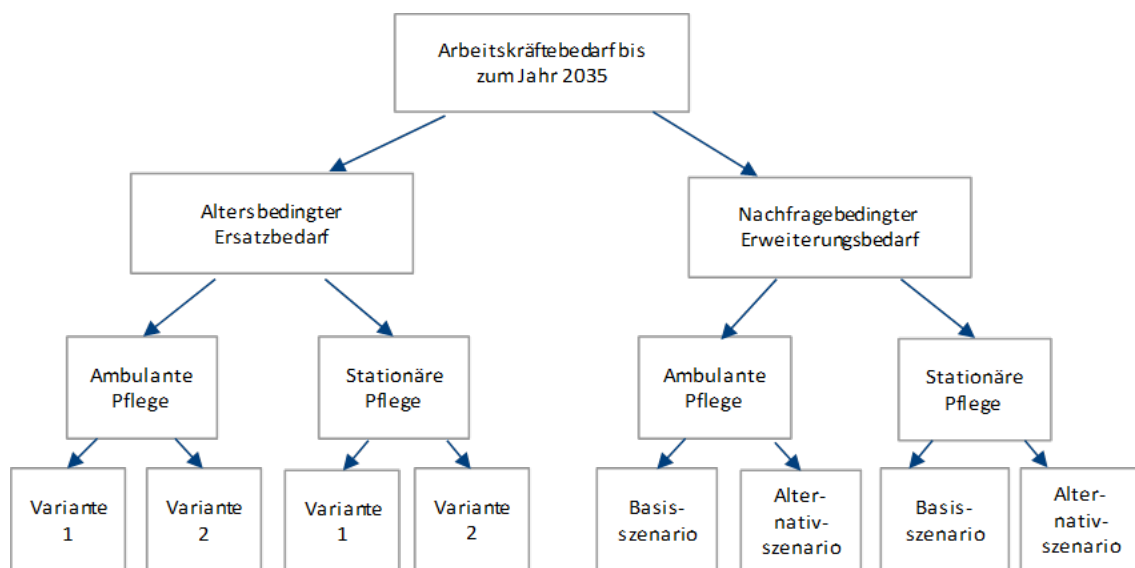 Arbeitskräftebedarf bis
zum Jahr 2035
Altersbedingter
Ersatzbedarf
Nachfragebedingter
Erweiterungsbedarf
Ambulante
Pflege
Stationäre
Pflege
Ambulante
Pflege
Stationäre
Pflege
Variante
1
Variante
2
Variante
1
Variante
2
Basis-
szenario
Alter-
nativ-
szenario
Basis-
szenario
Alter-
nativ-
szenario